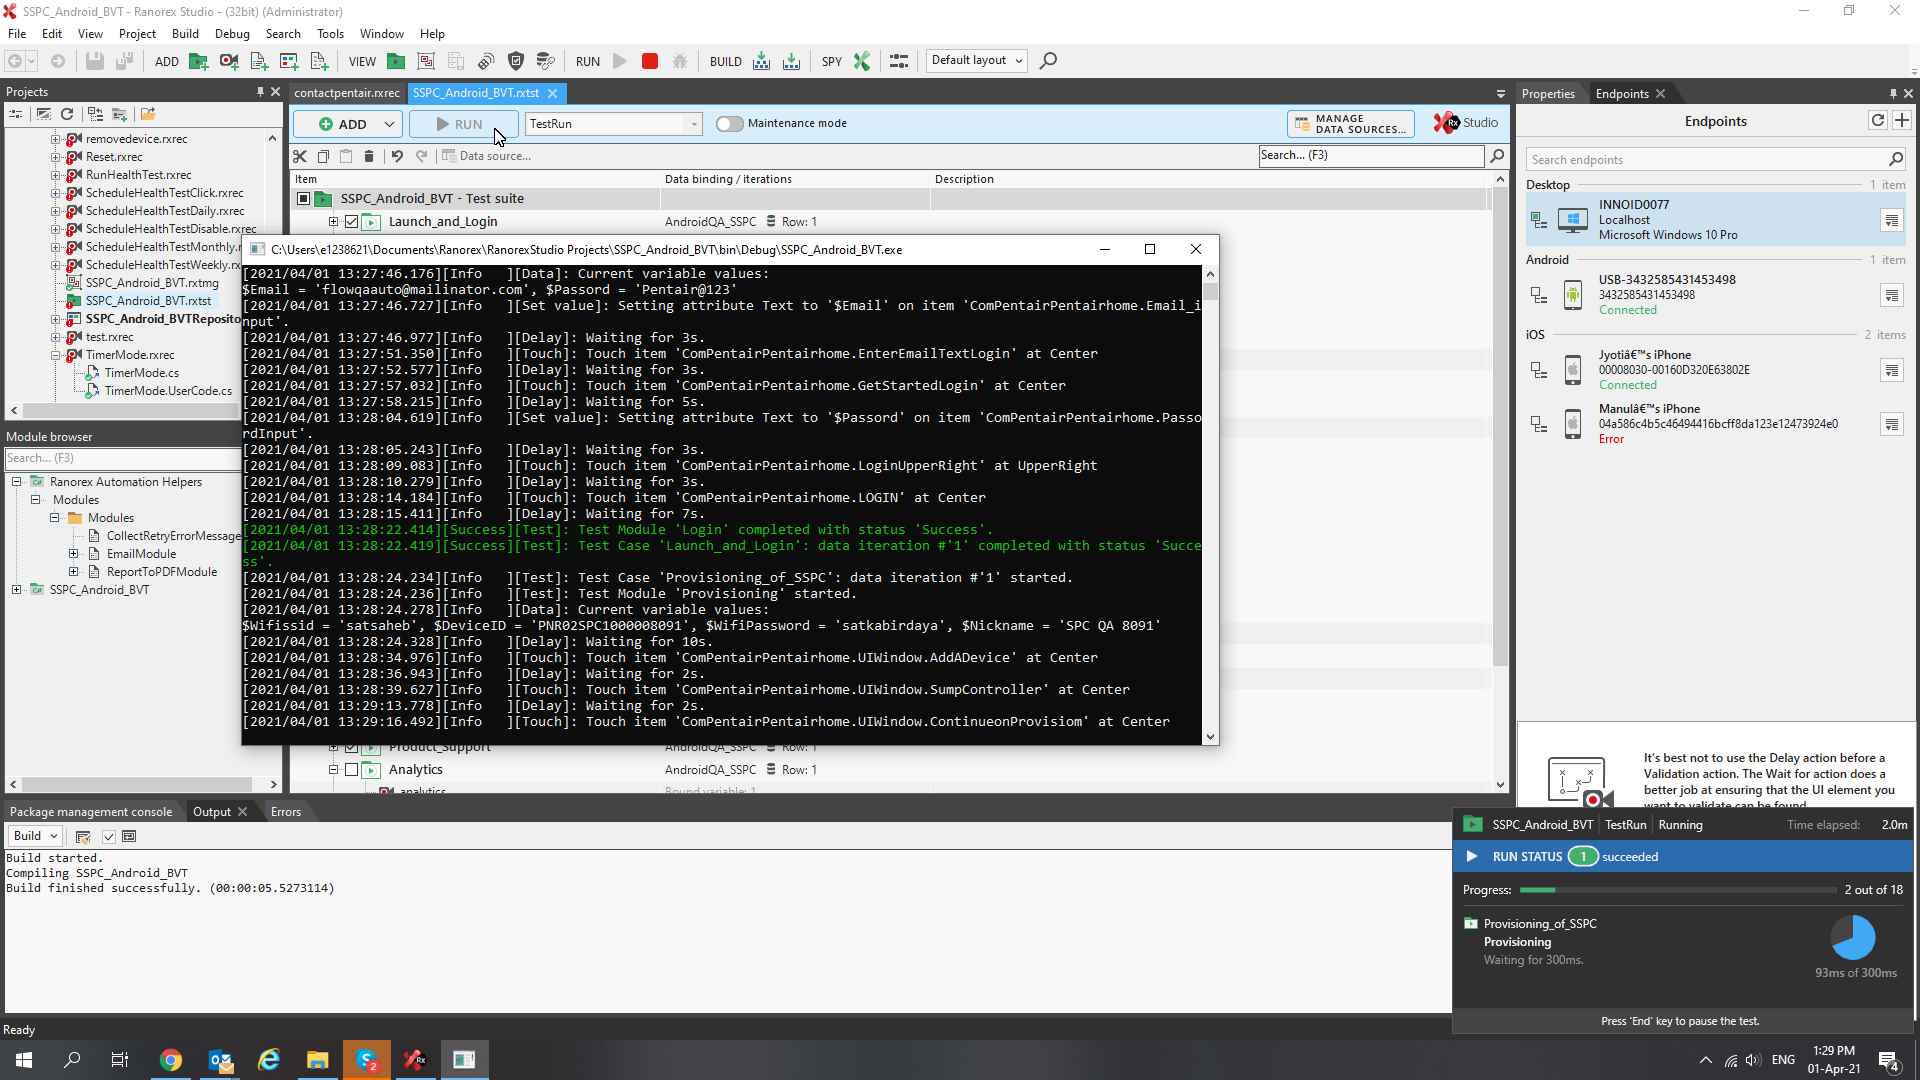 SSPC_Android_BVT - Ranorex Studio - (32bit) (Administrator)
File Edit View Project Build Debug Search Tools Window Help
ADD VIEW RUN BUILD SPY Default layout
Projects
removedevice.rxrec
Reset.rxrec
RunHealthTest.rxrec
ScheduleHealthTestClick.rxrec
ScheduleHealthTestDaily.rxrec
ScheduleHealthTestDisable.rxrec
ScheduleHealthTestMonthly.rx
ScheduleHealthTestWeekly.rx
SSPC_Android_BVT.rxtmg
SSPC_Android_BVT.rxtst
SSPC_Android_BVTReposito
test.rxrec
TimerMode.rxrec
TimerMode.cs
TimerMode.UserCode.cs
Module browser
Search... (F3)
Ranorex Automation Helpers
Modules
Modules
CollectRetryErrorMessage
EmailModule
ReportToPDFModule
SSPC_Android_BVT
contactpentair.rxrec SSPC_Android_BVT.rxtst
ADD RUN TestRun Maintenance mode MANAGE DATA SOURCES... Rx Studio
Data source... Search... (F3)
Item Data binding / iterations Description
SSPC_Android_BVT - Test suite
Launch_and_Login AndroidQA_SSPC Row: 1
C:\Users\e1238621\Documents\Ranorex\RanorexStudio Projects\SSPC_Android_BVT\bin\Debug\SSPC_Android_BVT.exe
[2021/04/01 13:27:46.176][Info   ][Data]: Current variable values:
$Email = 'flowqaauto@mailinator.com', $Passord = 'Pentair@123'
[2021/04/01 13:27:46.727][Info   ][Set value]: Setting attribute Text to '$Email' on item 'ComPentairPentairhome.Email_i
nput'.
[2021/04/01 13:27:46.977][Info   ][Delay]: Waiting for 3s.
[2021/04/01 13:27:51.350][Info   ][Touch]: Touch item 'ComPentairPentairhome.EnterEmailTextLogin' at Center
[2021/04/01 13:27:52.577][Info   ][Delay]: Waiting for 3s.
[2021/04/01 13:27:57.032][Info   ][Touch]: Touch item 'ComPentairPentairhome.GetStartedLogin' at Center
[2021/04/01 13:27:58.215][Info   ][Delay]: Waiting for 5s.
[2021/04/01 13:28:04.619][Info   ][Set value]: Setting attribute Text to '$Passord' on item 'ComPentairPentairhome.Passo
rdInput'.
[2021/04/01 13:28:05.243][Info   ][Delay]: Waiting for 3s.
[2021/04/01 13:28:09.083][Info   ][Touch]: Touch item 'ComPentairPentairhome.LoginUpperRight' at UpperRight
[2021/04/01 13:28:10.279][Info   ][Delay]: Waiting for 3s.
[2021/04/01 13:28:14.184][Info   ][Touch]: Touch item 'ComPentairPentairhome.LOGIN' at Center
[2021/04/01 13:28:15.411][Info   ][Delay]: Waiting for 7s.
[2021/04/01 13:28:22.414][Success][Test]: Test Module 'Login' completed with status 'Success'.
[2021/04/01 13:28:22.419][Success][Test]: Test Case 'Launch_and_Login': data iteration #'1' completed with status 'Succe
ss'.
[2021/04/01 13:28:24.234][Info   ][Test]: Test Case 'Provisioning_of_SSPC': data iteration #'1' started.
[2021/04/01 13:28:24.236][Info   ][Test]: Test Module 'Provisioning' started.
[2021/04/01 13:28:24.278][Info   ][Data]: Current variable values:
$Wifissid = 'satsaheb', $DeviceID = 'PNR02SPC1000008091', $WifiPassword = 'satkabirdaya', $Nickname = 'SPC QA 8091'
[2021/04/01 13:28:24.328][Info   ][Delay]: Waiting for 10s.
[2021/04/01 13:28:34.976][Info   ][Touch]: Touch item 'ComPentairPentairhome.UIWindow.AddADevice' at Center
[2021/04/01 13:28:36.943][Info   ][Delay]: Waiting for 2s.
[2021/04/01 13:28:39.627][Info   ][Touch]: Touch item 'ComPentairPentairhome.UIWindow.SumpController' at Center
[2021/04/01 13:29:13.778][Info   ][Delay]: Waiting for 2s.
[2021/04/01 13:29:16.492][Info   ][Touch]: Touch item 'ComPentairPentairhome.UIWindow.ContinueonProvisiom' at Center
Product_Support AndroidQA_SSPC Row: 1
Analytics AndroidQA_SSPC Row: 1
analytics Bound variable: 1
Properties Endpoints
Endpoints
Search endpoints
Desktop 1 item
INNOID0077
Localhost
Microsoft Windows 10 Pro
Android 1 item
USB-3432585431453498
3432585431453498
Connected
iOS 2 items
Jyotiâ€™s iPhone
00008030-00160D320E63802E
Connected
Manulâ€™s iPhone
04a586c4b5c46494416bcff8da123e12473924e0
Error
It's best not to use the Delay action before a
Validation action. The Wait for action does a
better job at ensuring that the UI element you
want to validate can be found.
Package management console Output Errors
Build
Build started.
Compiling SSPC_Android_BVT
Build finished successfully. (00:00:05.5273114)
SSPC_Android_BVT TestRun Running Time elapsed: 2.0m
RUN STATUS 1 succeeded
Progress: 2 out of 18
Provisioning_of_SSPC
Provisioning
Waiting for 300ms.
93ms of 300ms
Press 'End' key to pause the test.
Ready
ENG 1:29 PM
01-Apr-21
2
4